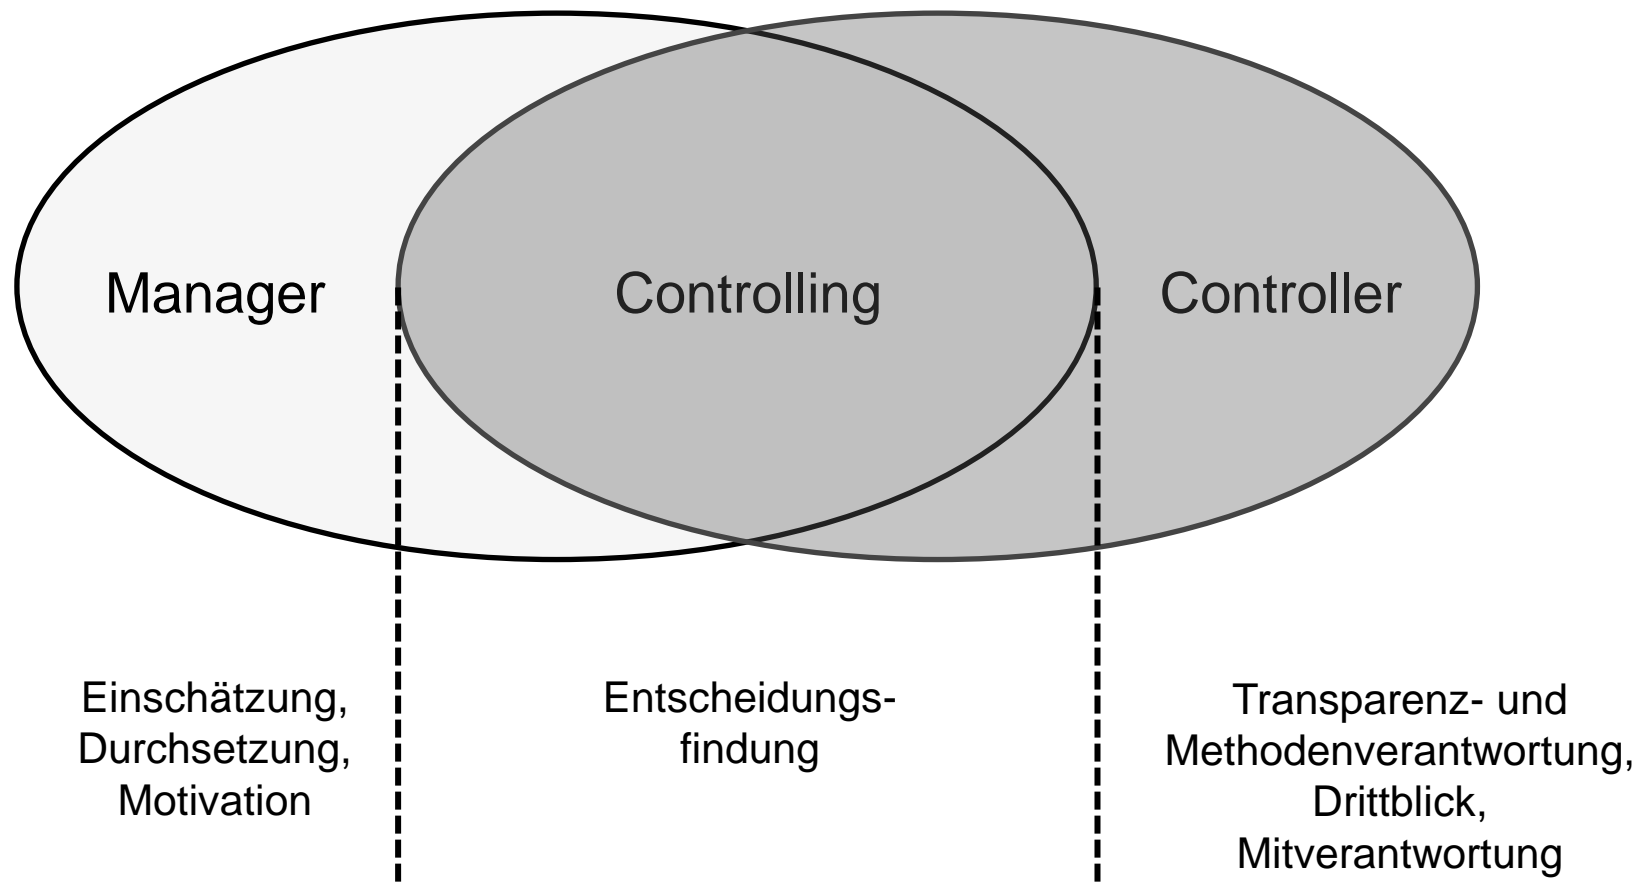 Manager
Controlling
Controller
Einschätzung,
Durchsetzung,
Motivation
Entscheidungs-
findung
Transparenz- und
Methodenverantwortung,
Drittblick,
Mitverantwortung